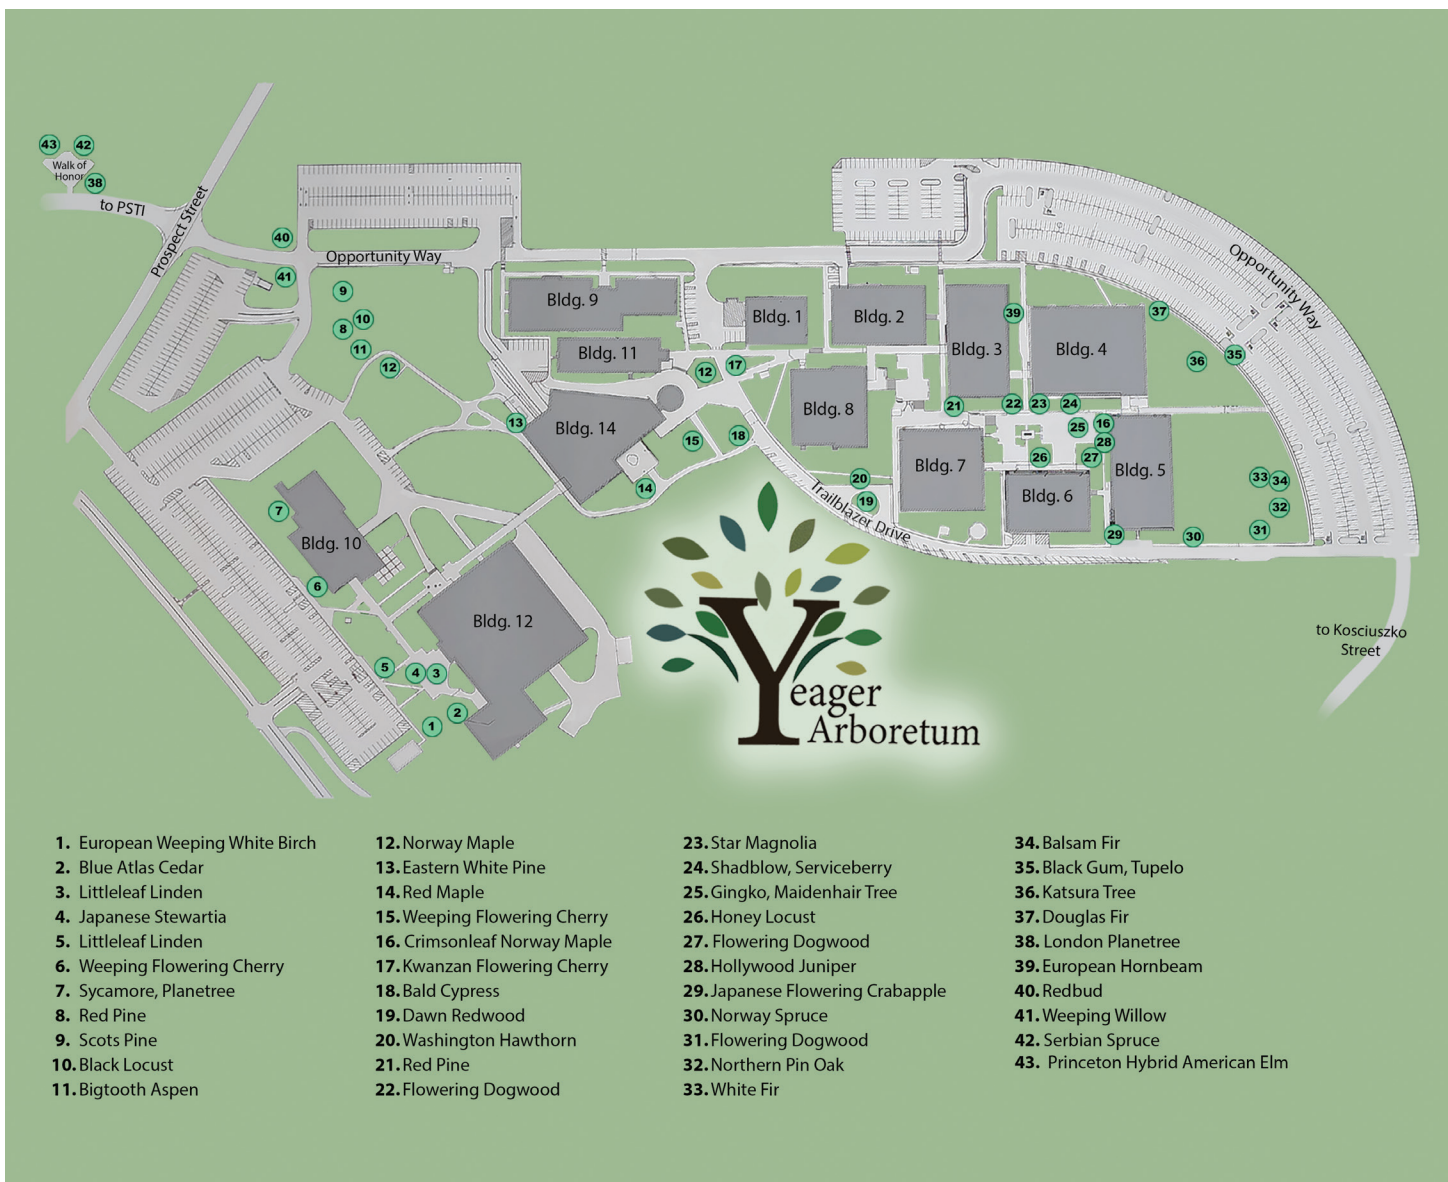 43
42
Walk of
Honor
38
to PSTI
Prospect Street
40
41
Opportunity Way
Opportunity Way
9
10
8
11
12
13
Bldg. 9
Bldg. 11
Bldg. 1
Bldg. 2
Bldg. 3
39
Bldg. 4
37
36
35
12
17
Bldg. 8
21
22
23
24
25
16
28
27
26
Bldg. 14
15
18
14
20
19
Trailblazer Drive
Bldg. 7
Bldg. 6
Bldg. 5
29
30
33
34
32
31
7
Bldg. 10
6
Bldg. 12
5
4
3
2
1
to Kosciuszko
Street
Yeager
Arboretum
1. European Weeping White Birch
2. Blue Atlas Cedar
3. Littleleaf Linden
4. Japanese Stewartia
5. Littleleaf Linden
6. Weeping Flowering Cherry
7. Sycamore, Planetree
8. Red Pine
9. Scots Pine
10. Black Locust
11. Bigtooth Aspen
12. Norway Maple
13. Eastern White Pine
14. Red Maple
15. Weeping Flowering Cherry
16. Crimsonleaf Norway Maple
17. Kwanzan Flowering Cherry
18. Bald Cypress
19. Dawn Redwood
20. Washington Hawthorn
21. Red Pine
22. Flowering Dogwood
23. Star Magnolia
24. Shadblow, Serviceberry
25. Gingko, Maidenhair Tree
26. Honey Locust
27. Flowering Dogwood
28. Hollywood Juniper
29. Japanese Flowering Crabapple
30. Norway Spruce
31. Flowering Dogwood
32. Northern Pin Oak
33. White Fir
34. Balsam Fir
35. Black Gum, Tupelo
36. Katsura Tree
37. Douglas Fir
38. London Planetree
39. European Hornbeam
40. Redbud
41. Weeping Willow
42. Serbian Spruce
43. Princeton Hybrid American Elm